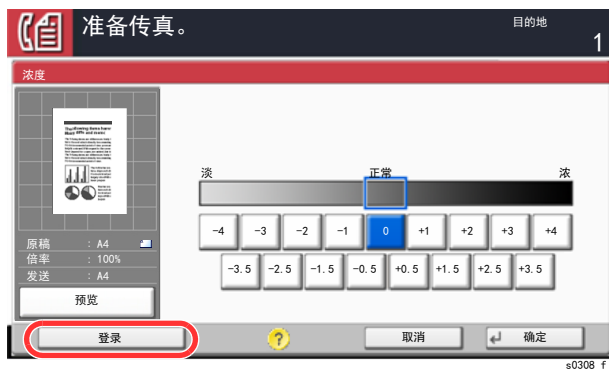 准备传真。
目的地
1
浓度
淡 正常 浓
-4 -3 -2 -1 0 +1 +2 +3 +4
-3.5 -2.5 -1.5 -0.5 +0.5 +1.5 +2.5 +3.5
原稿 : A4
倍率 : 100%
发送 : A4
预览
登录 ? 取消 确定
s0308 f